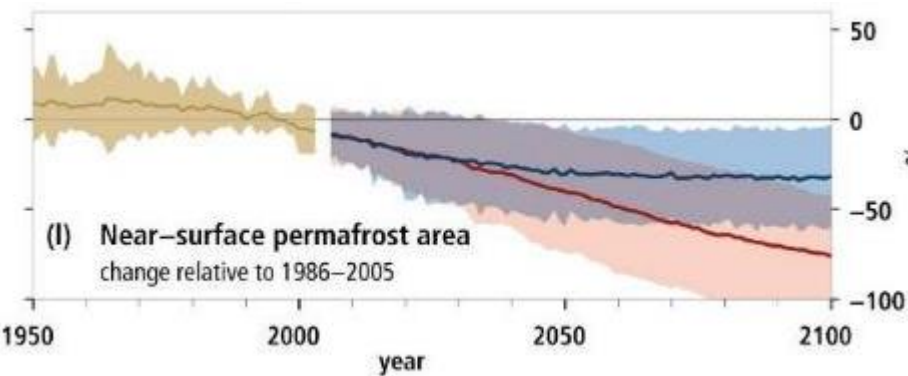 50
0
(l) Near–surface permafrost area
change relative to 1986–2005
−50
−100
1950 2000 2050 2100
year